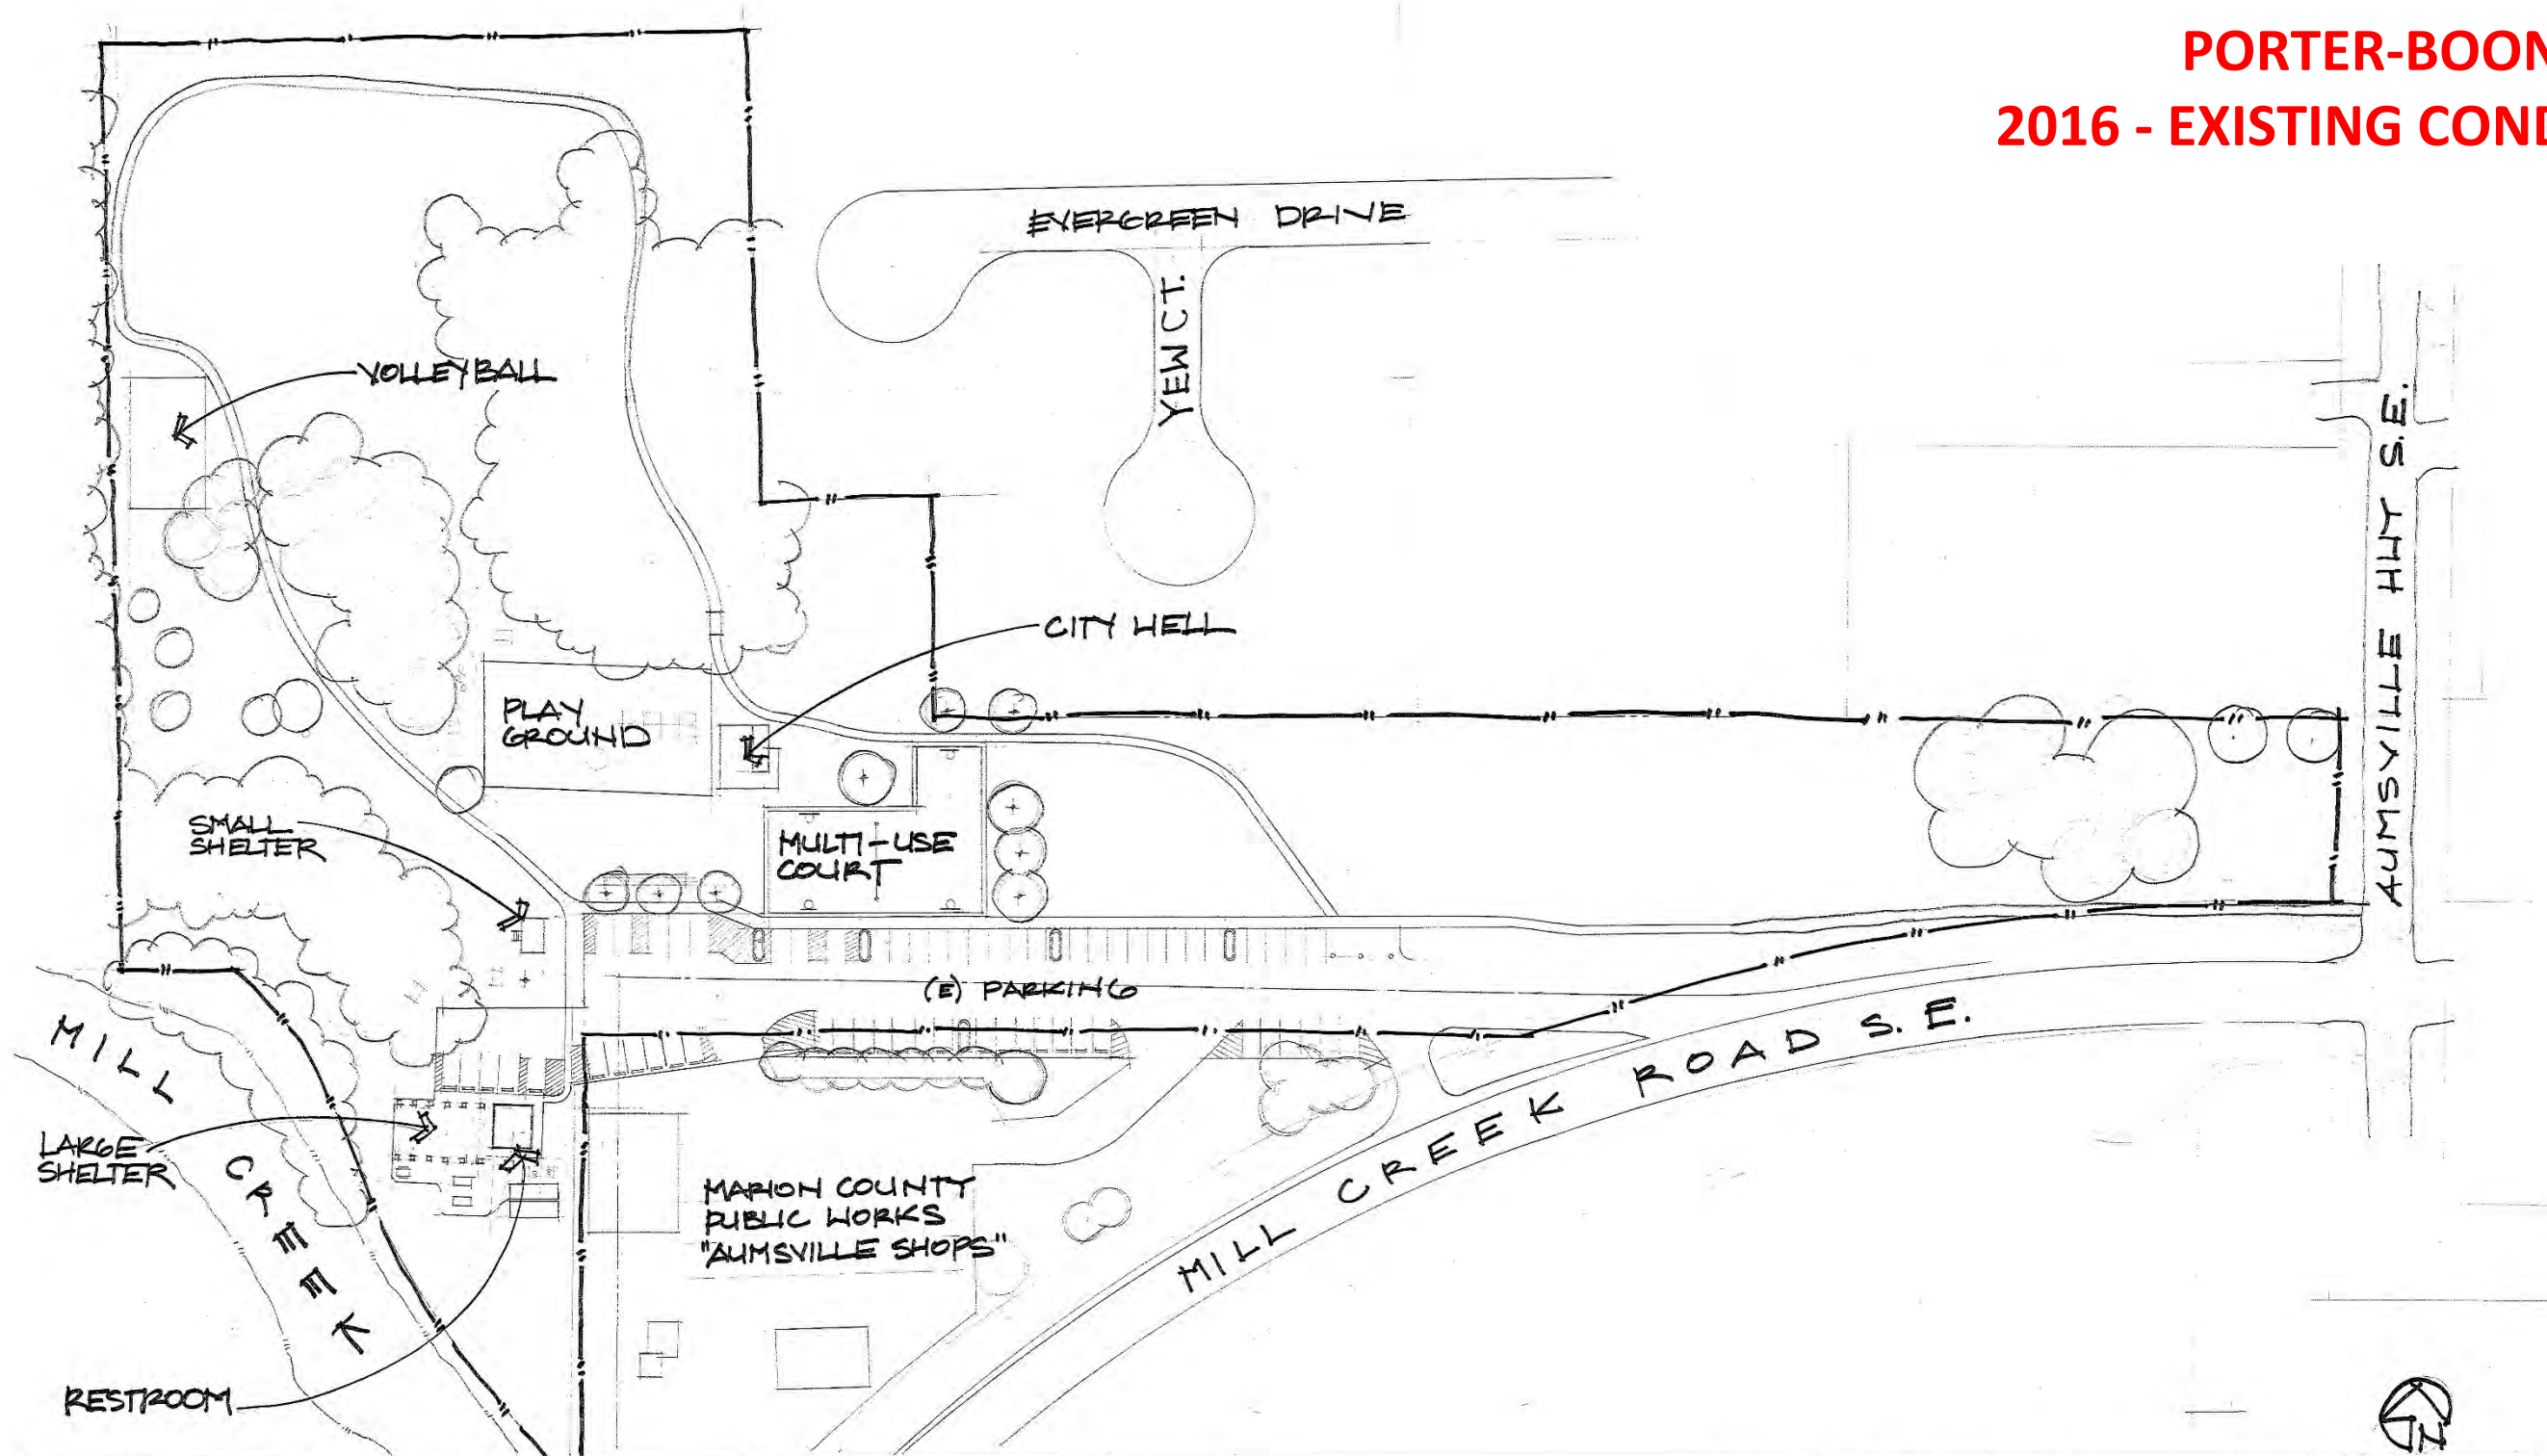 PORTER-BOON
2016 - EXISTING COND
EVERGREEN DRIVE
YEW CT.
VOLLEYBALL
AUMSVILLE HWY S.E.
CITY WELL
PLAY
GROUND
SMALL
SHELTER
MULTI-USE
COURT
(E) PARKING
MILL CREEK
MILL CREEK ROAD S.E.
LARGE
SHELTER
MARION COUNTY
PUBLIC WORKS
"AUMSVILLE SHOPS"
RESTROOM
N